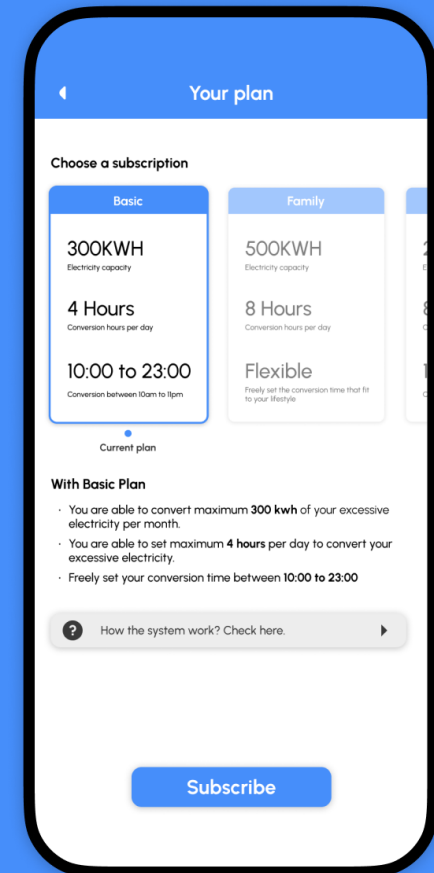 Your plan
Choose a subscription
Basic
300KWH
Electricity capacity
4 Hours
Conversion hours per day
10:00 to 23:00
Conversion between 10am to 11pm
Family
500KWH
Electricity capacity
8 Hours
Conversion hours per day
Flexible
Freely set the conversion time that fit
to your lifestyle
Current plan
With Basic Plan
· You are able to convert maximum 300 kwh of your excessive
electricity per month.
· You are able to set maximum 4 hours per day to convert your
excessive electricity.
· Freely set your conversion time between 10:00 to 23:00
? How the system work? Check here.
Subscribe